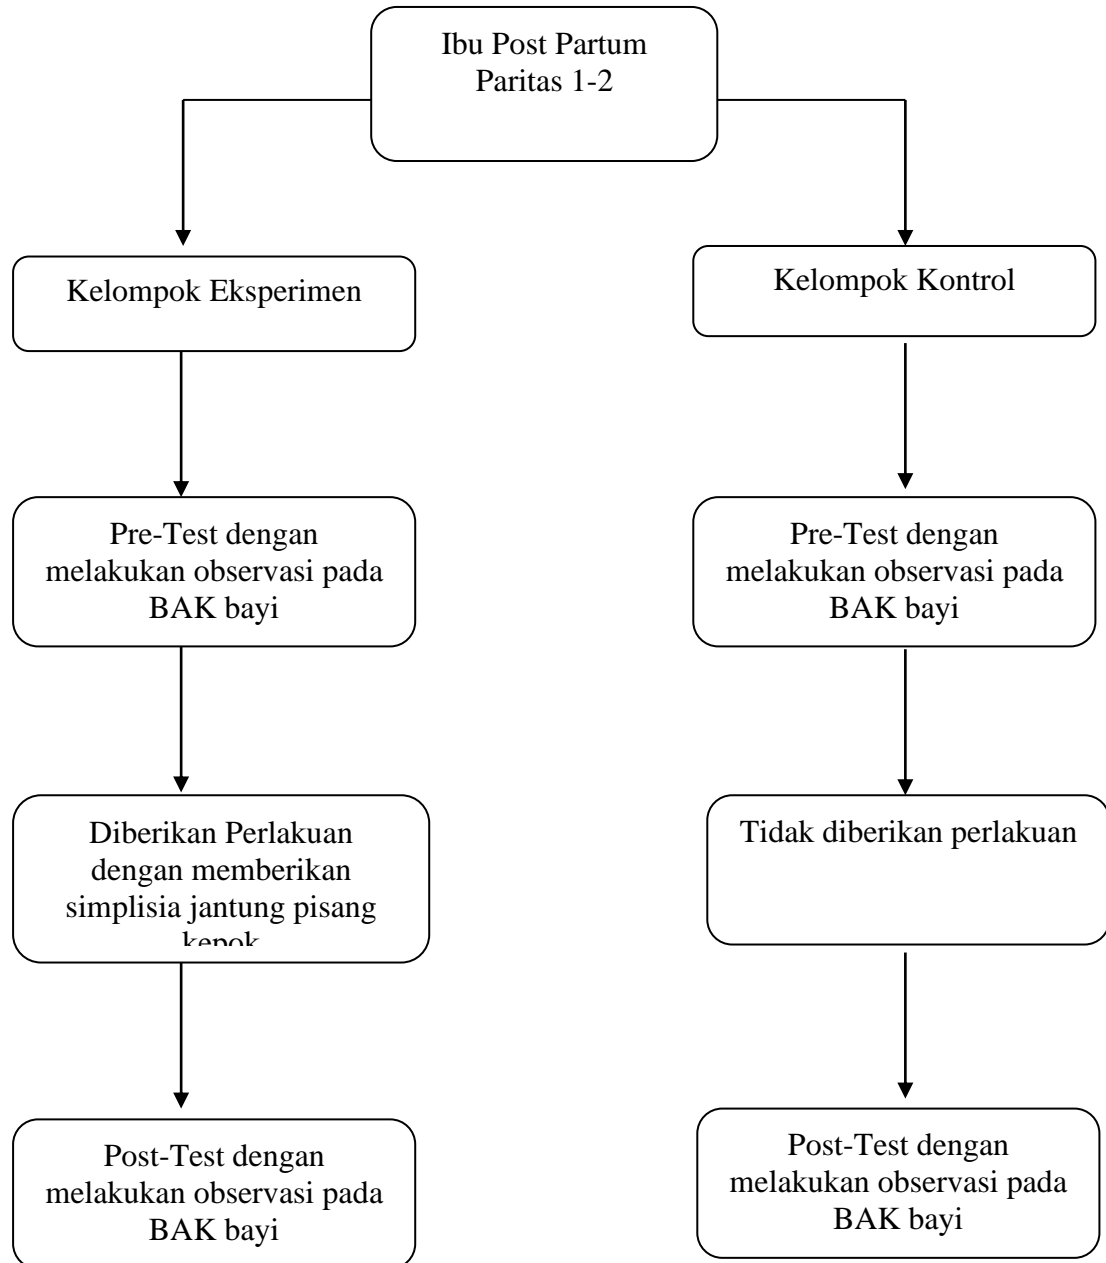 Ibu Post Partum
Paritas 1-2
Kelompok Eksperimen
Kelompok Kontrol
Pre-Test dengan
melakukan observasi pada
BAK bayi
Pre-Test dengan
melakukan observasi pada
BAK bayi
Diberikan Perlakuan
dengan memberikan
simplisia jantung pisang
kepok
Tidak diberikan perlakuan
Post-Test dengan
melakukan observasi pada
BAK bayi
Post-Test dengan
melakukan observasi pada
BAK bayi